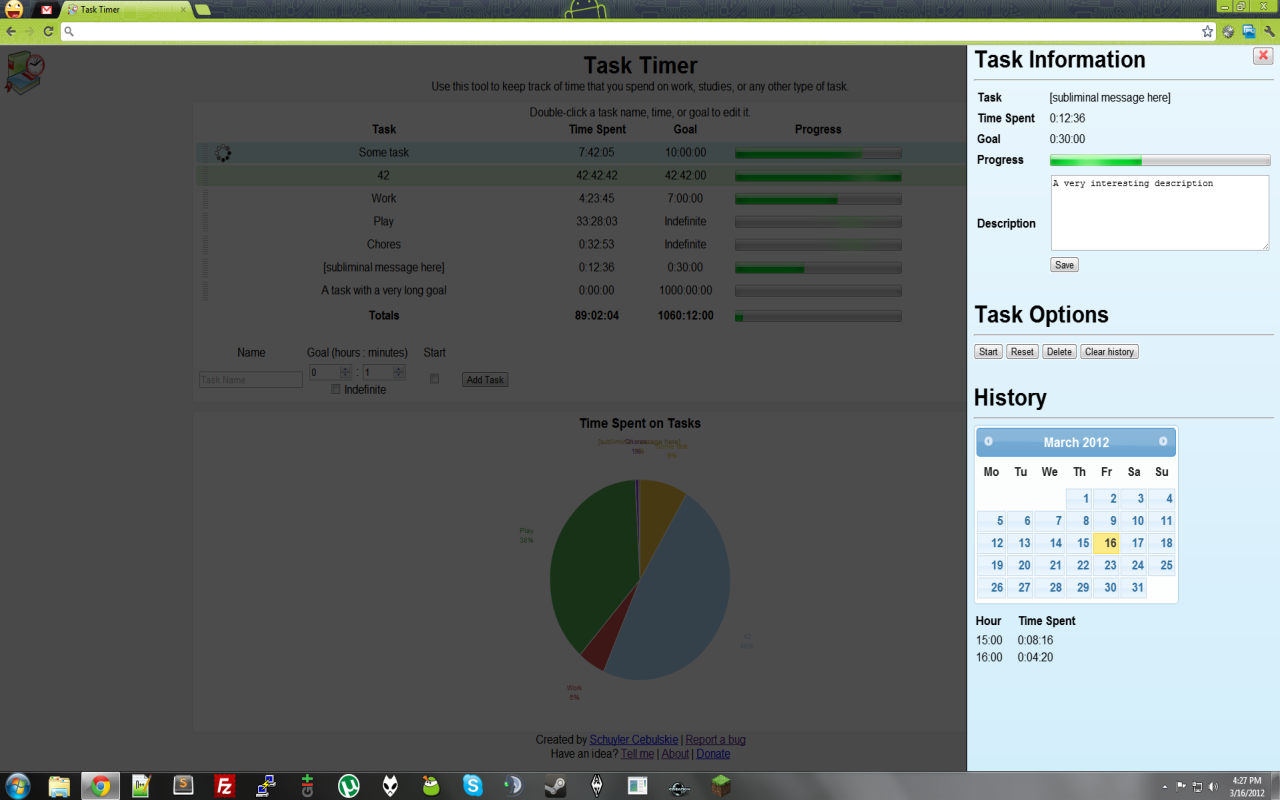 Task Timer
Task Timer
Use this tool to keep track of time that you spend on work, studies, or any other type of task.
Double-click a task name, time, or goal to edit it.
Task Time Spent Goal Progress
Some task 7:42:05 10:00:00
42 42:42:42 42:42:00
Work 4:23:45 7:00:00
Play 33:28:03 Indefinite
Chores 0:32:53 Indefinite
[subliminal message here] 0:12:36 0:30:00
A task with a very long goal 0:00:00 1000:00:00
Totals 89:02:04 1060:12:00
Name Goal (hours : minutes) Start
Task Name 0 : 1 Add Task
Indefinite
Time Spent on Tasks
Play
38%
42
48%
Work
5%
Created by Schuyler Cebulskie | Report a bug
Have an idea? Tell me | About | Donate
Task Information
Task [subliminal message here]
Time Spent 0:12:36
Goal 0:30:00
Progress
Description A very interesting description
Save
Task Options
Start Reset Delete Clear history
History
March 2012
Mo Tu We Th Fr Sa Su
1 2 3 4
5 6 7 8 9 10 11
12 13 14 15 16 17 18
19 20 21 22 23 24 25
26 27 28 29 30 31
Hour Time Spent
15:00 0:08:16
16:00 0:04:20
4:27 PM
3/16/2012